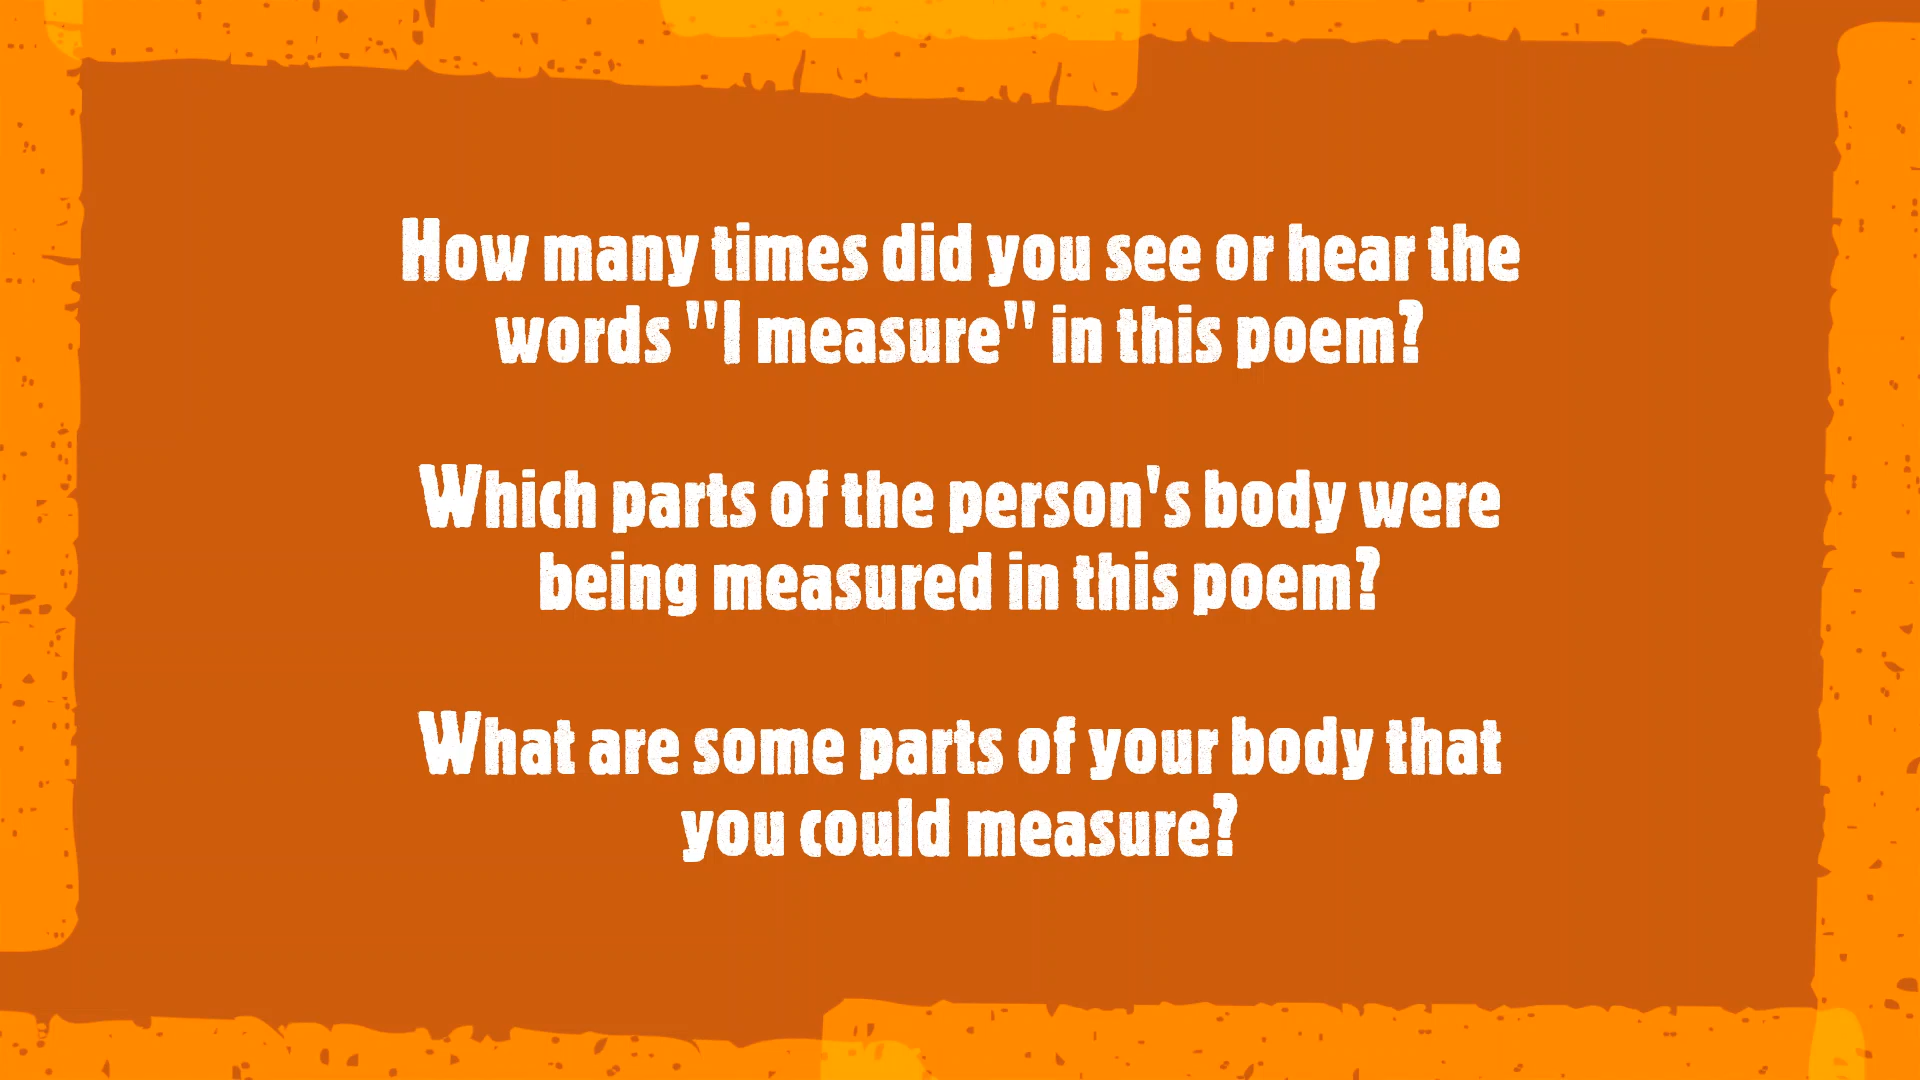 How many times did you see or hear the
words "I measure" in this poem?
Which parts of the person's body were
being measured in this poem?
What are some parts of your body that
you could measure?